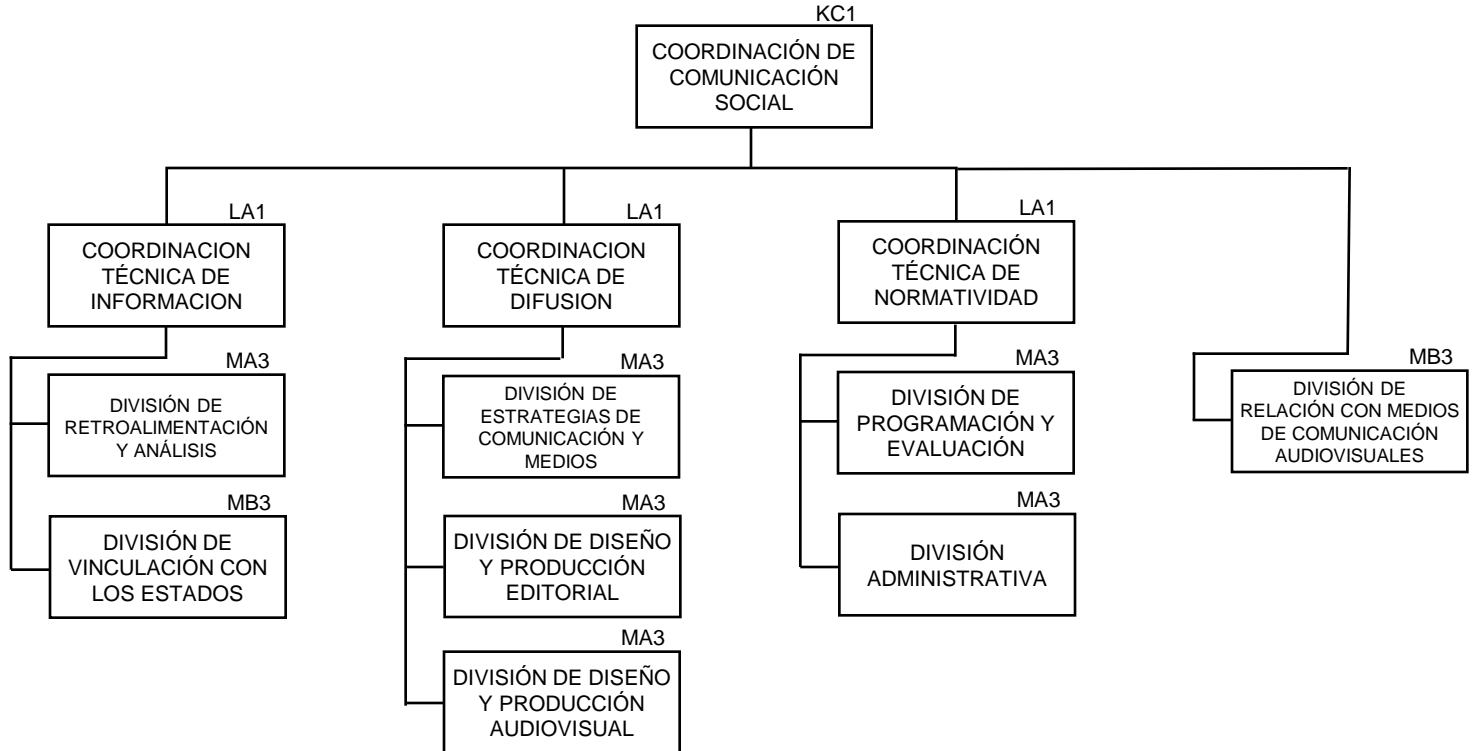 KC1
COORDINACIÓN DE
COMUNICACIÓN
SOCIAL
LA1
COORDINACION
TÉCNICA DE
INFORMACION
LA1
COORDINACION
TÉCNICA DE
DIFUSION
LA1
COORDINACIÓN
TÉCNICA DE
NORMATIVIDAD
MA3
DIVISIÓN DE
RETROALIMENTACIÓN
Y ANÁLISIS
MB3
DIVISIÓN DE
VINCULACIÓN CON
LOS ESTADOS
MA3
DIVISIÓN DE
ESTRATEGIAS DE
COMUNICACIÓN Y
MEDIOS
MA3
DIVISIÓN DE DISEÑO
Y PRODUCCIÓN
EDITORIAL
MA3
DIVISIÓN DE DISEÑO
Y PRODUCCIÓN
AUDIOVISUAL
MA3
DIVISIÓN DE
PROGRAMACIÓN Y
EVALUACIÓN
MA3
DIVISIÓN
ADMINISTRATIVA
MB3
DIVISIÓN DE
RELACIÓN CON MEDIOS
DE COMUNICACIÓN
AUDIOVISUALES